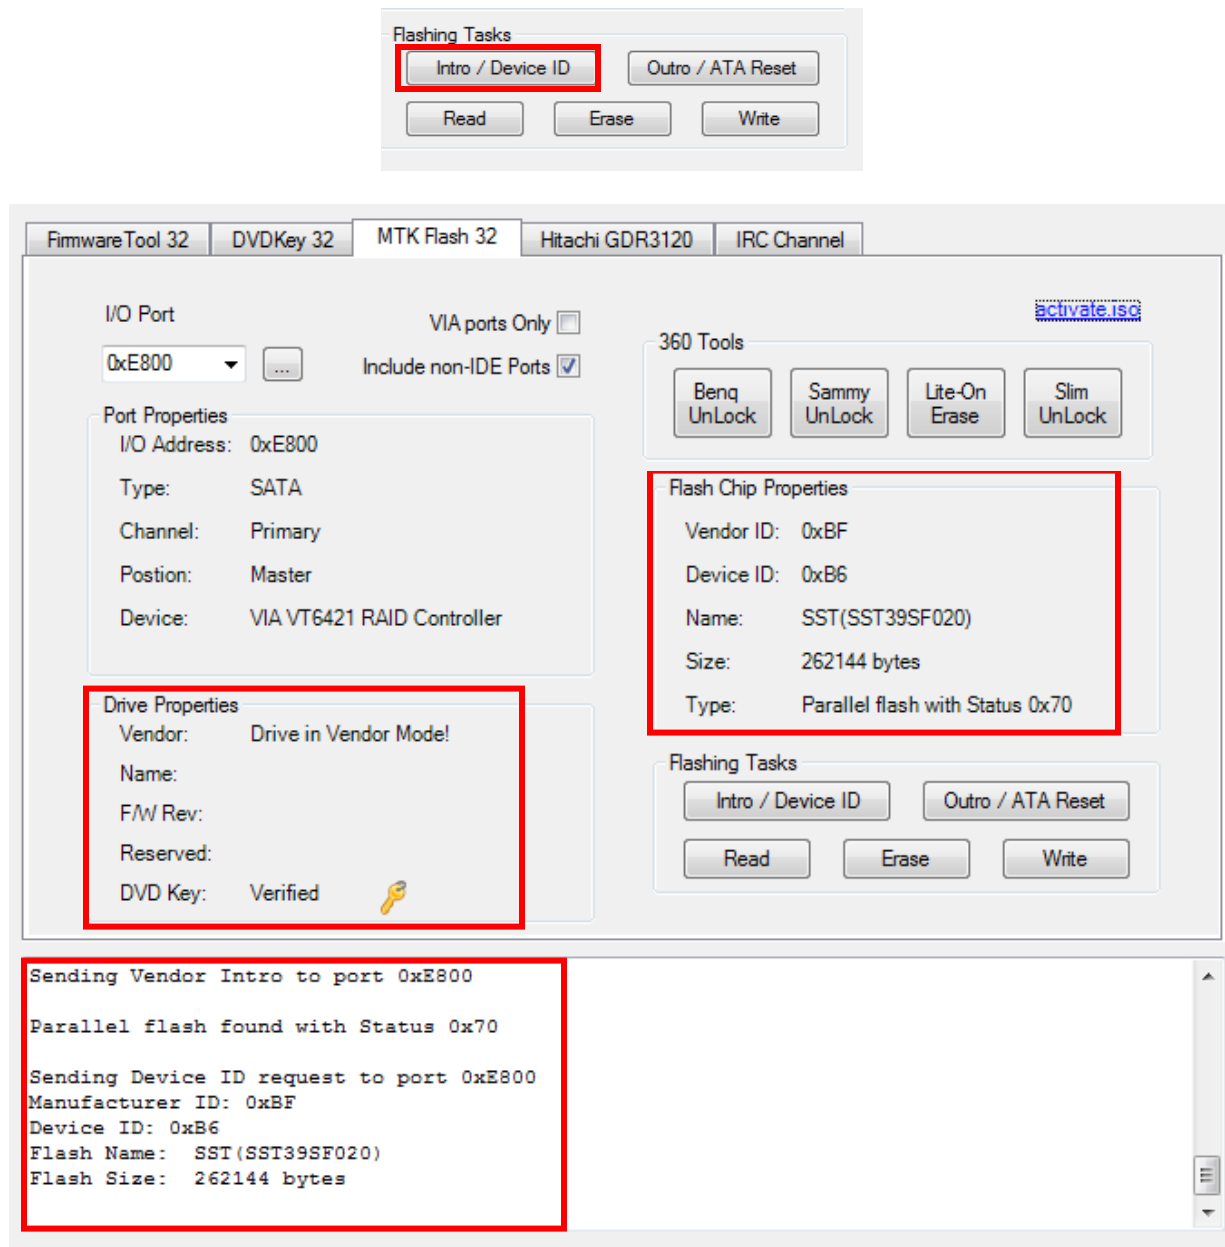 Flashing Tasks
Intro / Device ID
Outro / ATA Reset
Read
Erase
Write
FirmwareTool 32
DVDKey 32
MTK Flash 32
Hitachi GDR3120
IRC Channel
I/O Port
VIA ports Only
0xE800
...
Include non-IDE Ports
Port Properties
I/O Address: 0xE800
Type: SATA
Channel: Primary
Postion: Master
Device: VIA VT6421 RAID Controller
Drive Properties
Vendor: Drive in Vendor Mode!
Name:
F/W Rev:
Reserved:
DVD Key: Verified
activate.iso
360 Tools
Benq
UnLock
Sammy
UnLock
Lite-On
Erase
Slim
UnLock
Flash Chip Properties
Vendor ID: 0xBF
Device ID: 0xB6
Name: SST(SST39SF020)
Size: 262144 bytes
Type: Parallel flash with Status 0x70
Flashing Tasks
Intro / Device ID
Outro / ATA Reset
Read
Erase
Write
Sending Vendor Intro to port 0xE800
Parallel flash found with Status 0x70
Sending Device ID request to port 0xE800
Manufacturer ID: 0xBF
Device ID: 0xB6
Flash Name: SST(SST39SF020)
Flash Size: 262144 bytes